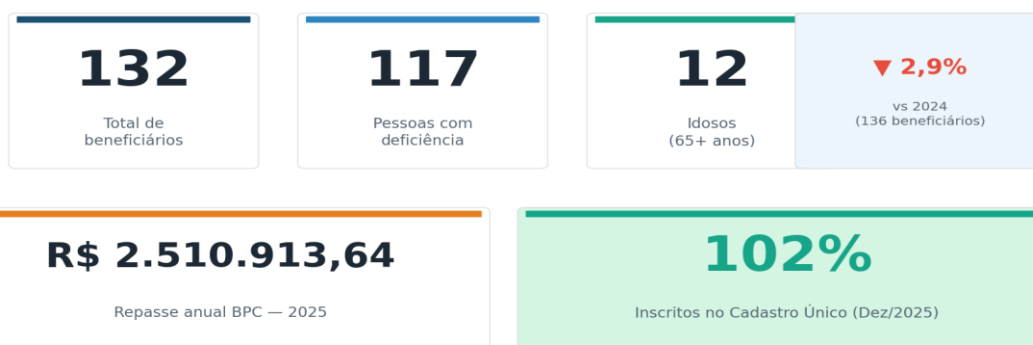 132
Total de
beneficiários
117
Pessoas com
deficiência
12
Idosos
(65+ anos)
▼ 2,9%
vs 2024
(136 beneficiários)
R$ 2.510.913,64
Repasse anual BPC — 2025
102%
Inscritos no Cadastro Único (Dez/2025)